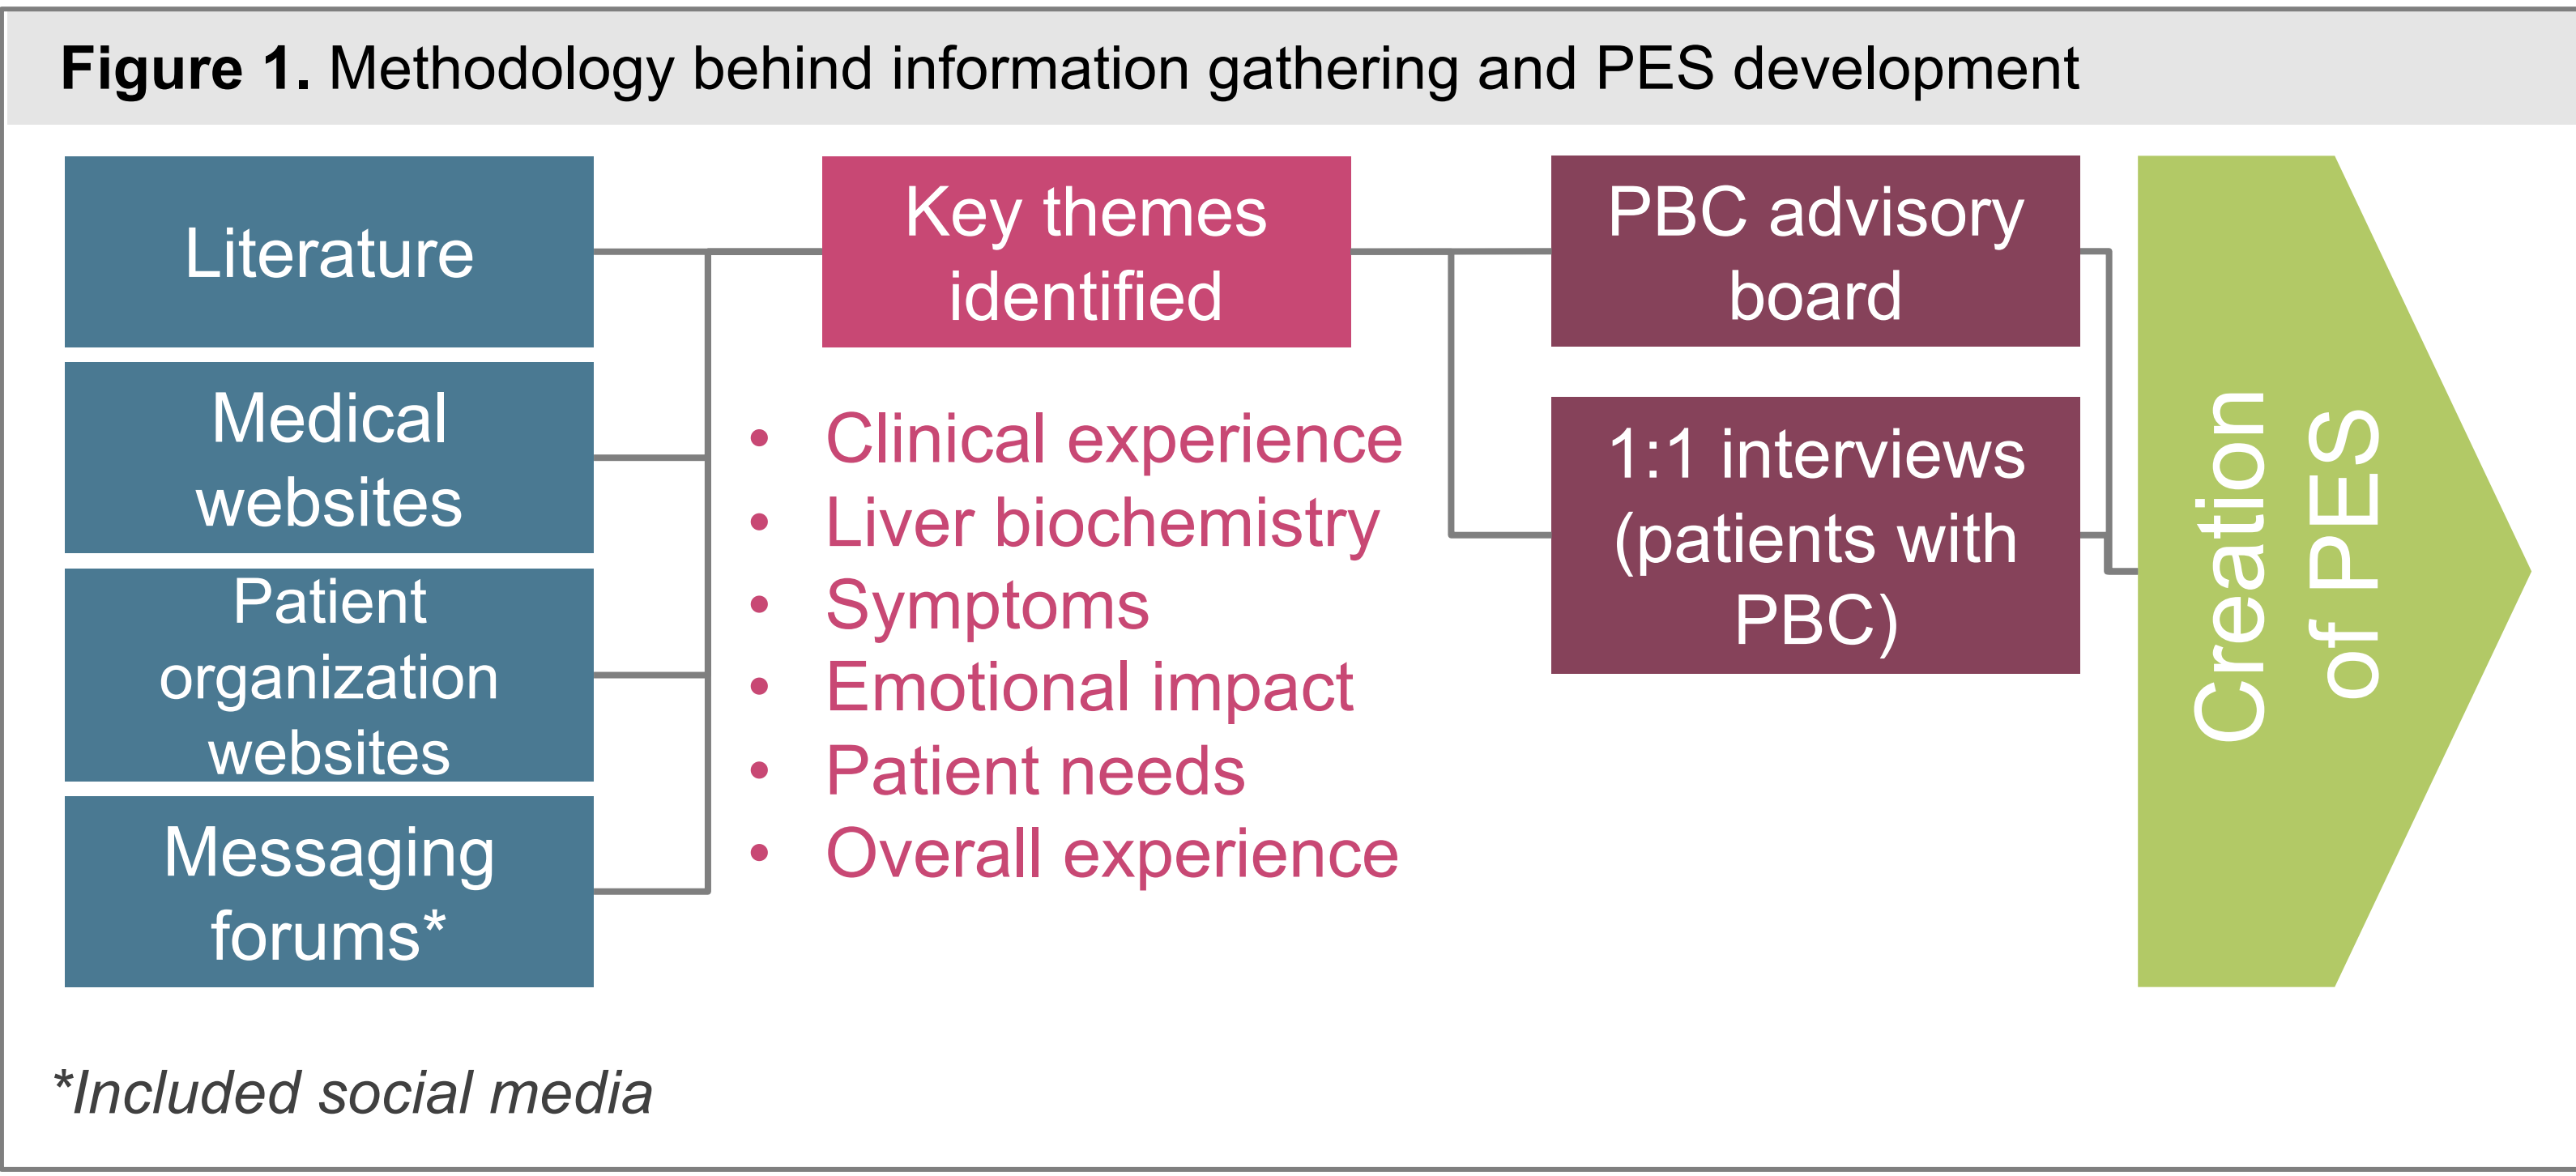 Figure 1. Methodology behind information gathering and PES development
Literature
Medical
websites
Patient
organization
websites
Messaging
forums*
Key themes
identified
• Clinical experience
• Liver biochemistry
• Symptoms
• Emotional impact
• Patient needs
• Overall experience
PBC advisory
board
1:1 interviews
(patients with
PBC)
Creation
of PES
*Included social media